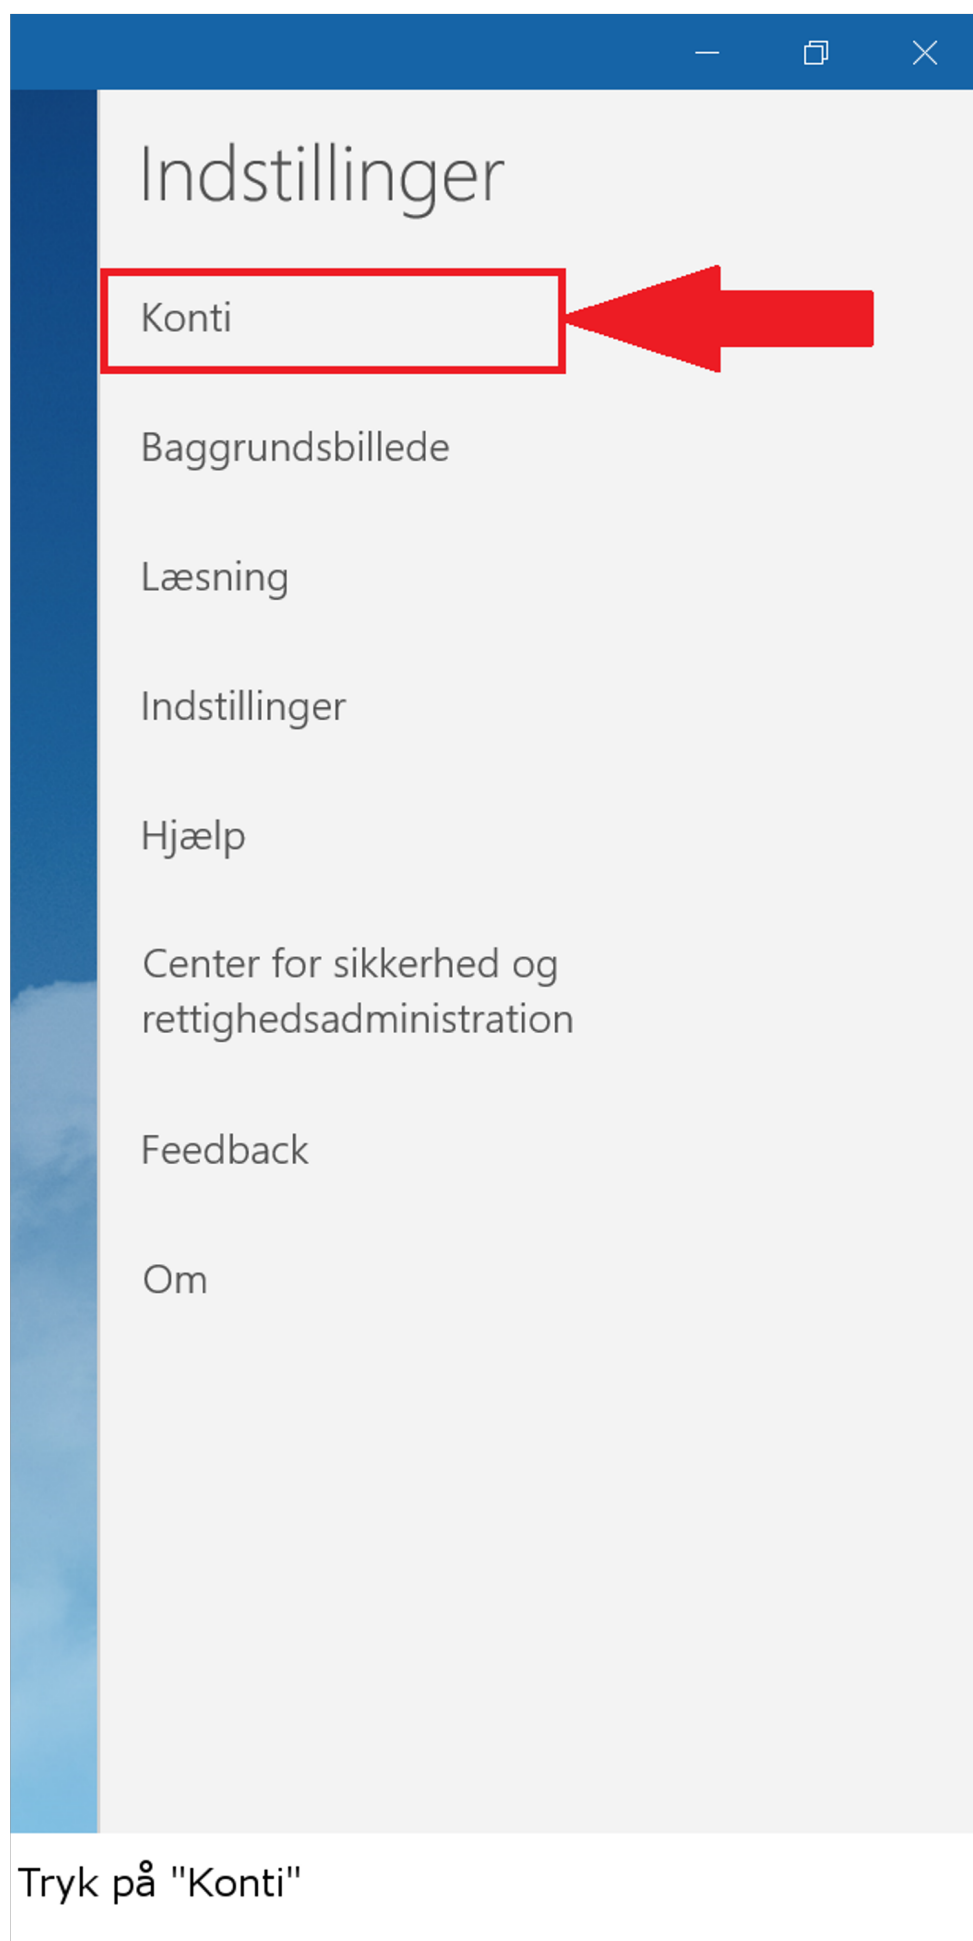 Indstillinger
Konti
Baggrundsbillede
Læsning
Indstillinger
Hjælp
Center for sikkerhed og
rettighedsadministration
Feedback
Om
Tryk på "Konti"